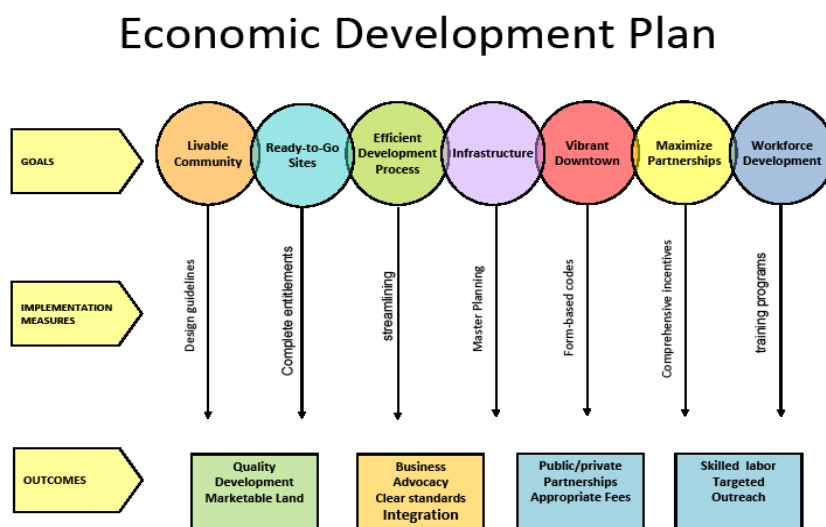 Economic Development Plan
GOALS
Livable
Community
Ready-to-Go
Sites
Efficient
Development
Process
Infrastructure
Vibrant
Downtown
Maximize
Partnerships
Workforce
Development
IMPLEMENTATION
MEASURES
Design guidelines
Complete entitlements
streamlining
Master Planning
Form-based codes
Comprehensive incentives
training programs
OUTCOMES
Quality
Development
Marketable Land
Business
Advocacy
Clear standards
Integration
Public/private
Partnerships
Appropriate Fees
Skilled labor
Targeted
Outreach